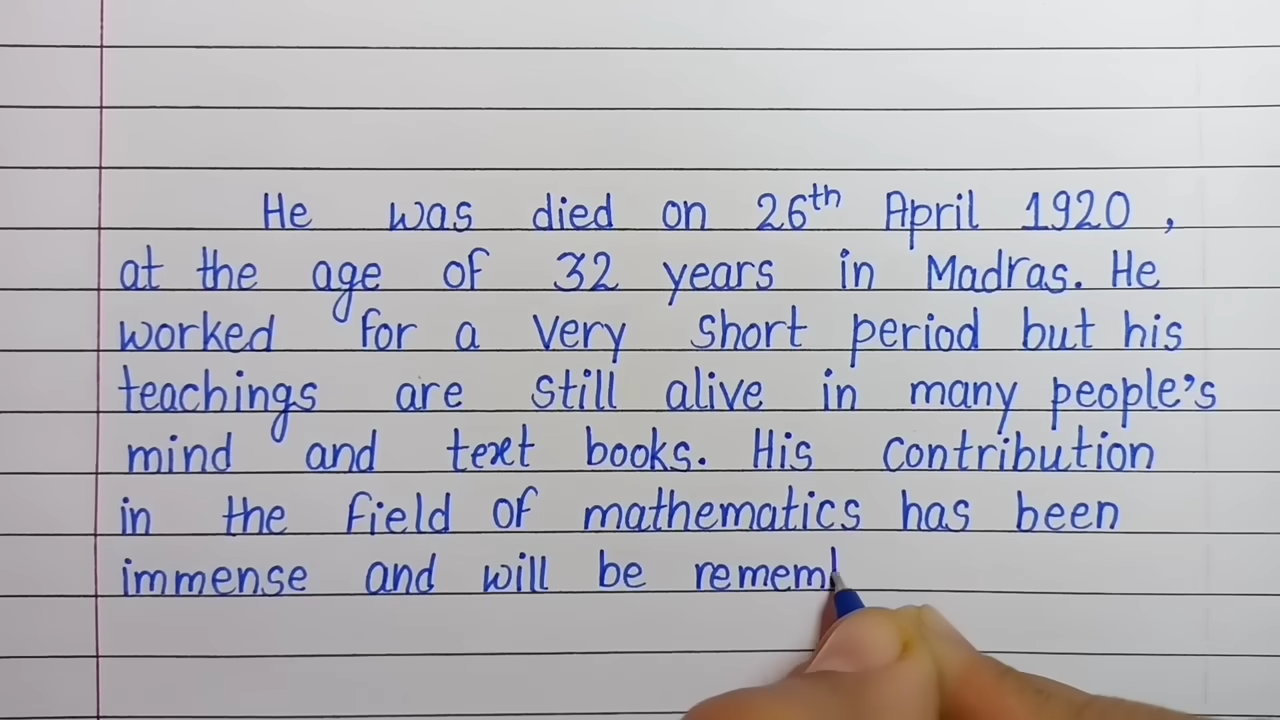 He was died on 26th April 1920,
at the age of 32 years in Madras. He
worked for a very short period but his
teachings are still alive in many people's
mind and text books. His contribution
in the field of mathematics has been
immense and will be rememb